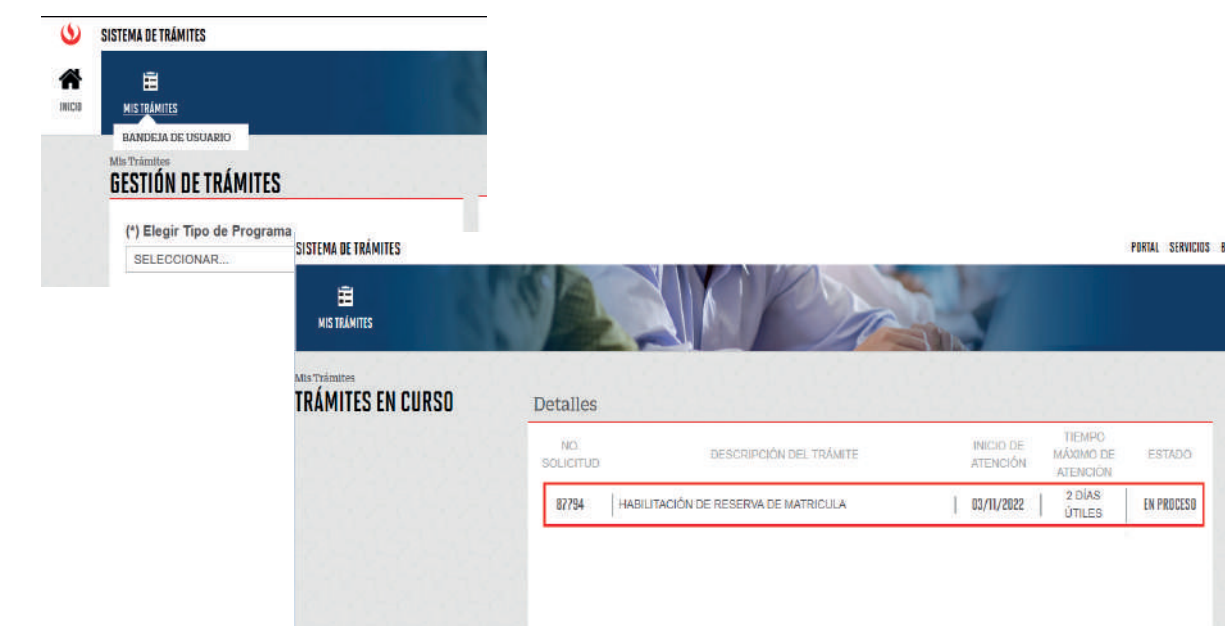 SISTEMA DE TRÁMITES
INICIO
MIS TRÁMITES
BANDEJA DE USUARIO
Mis Trámites
GESTIÓN DE TRÁMITES
(*) Elegir Tipo de Programa
SELECCIONAR...
SISTEMA DE TRÁMITES
PORTAL SERVICIOS
MIS TRÁMITES
Mis Trámites
TRÁMITES EN CURSO
Detalles
NO. SOLICITUD
DESCRIPCIÓN DEL TRÁMITE
INICIO DE ATENCIÓN
TIEMPO MÁXIMO DE ATENCIÓN
ESTADO
87794
HABILITACIÓN DE RESERVA DE MATRICULA
03/11/2022
2 DÍAS ÚTILES
EN PROCESO